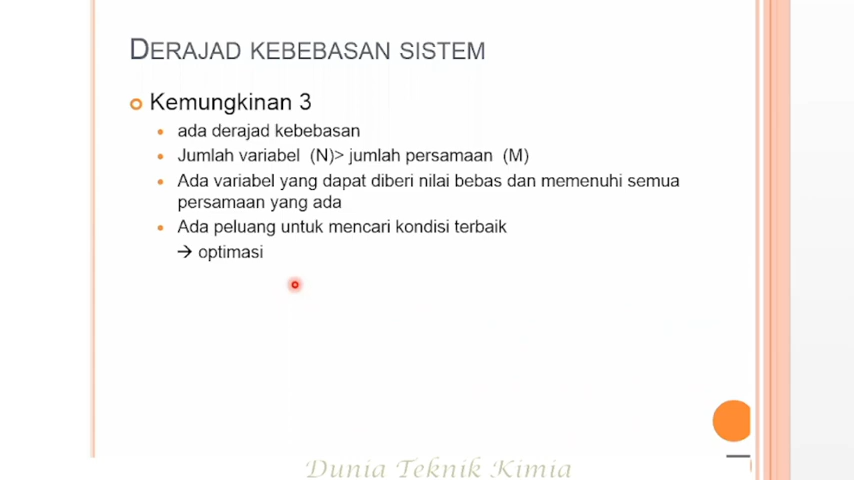 DERAJAD KEBEBASAN SISTEM
Kemungkinan 3
ada derajad kebebasan
Jumlah variabel (N)> jumlah persamaan (M)
Ada variabel yang dapat diberi nilai bebas dan memenuhi semua
persamaan yang ada
Ada peluang untuk mencari kondisi terbaik
→ optimasi
Dunia Teknik Kimia